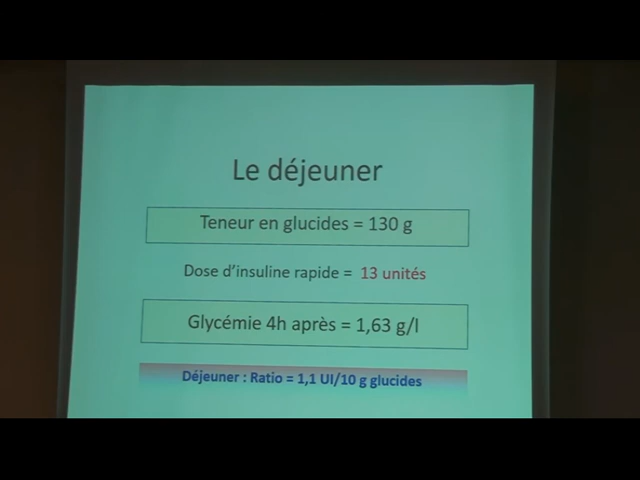 Le déjeuner
Teneur en glucides = 130 g
Dose d'insuline rapide = 13 unités
Glycémie 4h après = 1,63 g/l
Déjeuner : Ratio = 1,1 UI/10 g glucides